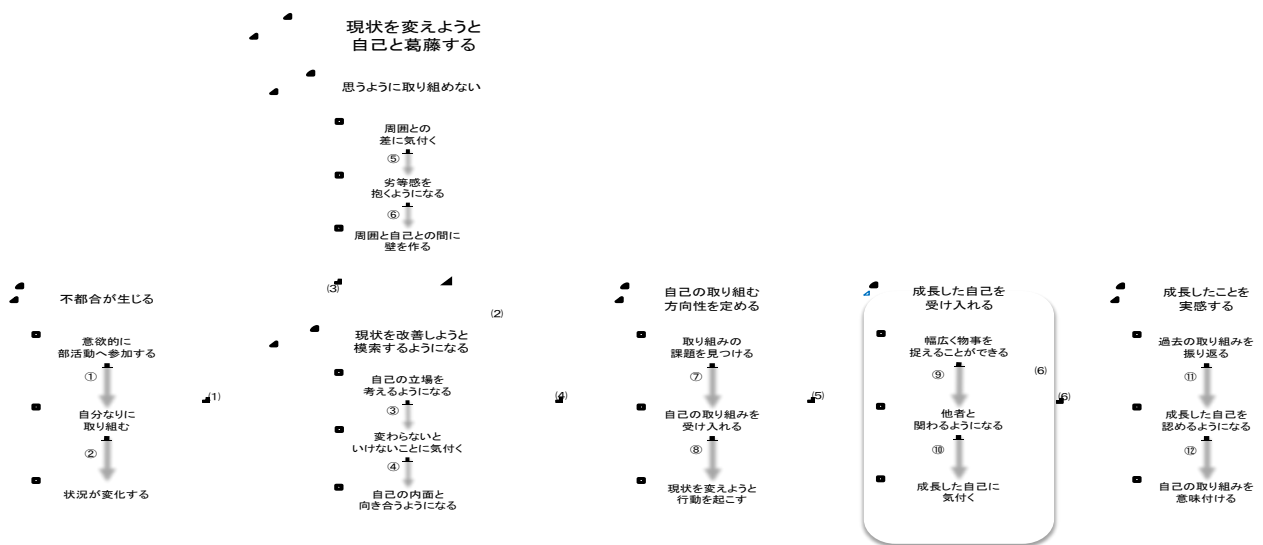 現状を変えようと
自己と葛藤する
思うように取り組めない
周囲との
差に気付く
⑤
劣等感を
抱くようになる
⑥
周囲と自己との間に
壁を作る
(3)
(2)
不都合が生じる
意欲的に
部活動へ参加する
①
自分なりに
取り組む
②
状況が変化する
(1)
現状を改善しようと
模索するようになる
自己の立場を
考えるようになる
③
変わらないと
いけないことに気付く
④
自己の内面と
向き合うようになる
(4)
自己の取り組む
方向性を定める
取り組みの
課題を見つける
⑦
自己の取り組みを
受け入れる
⑧
現状を変えようと
行動を起こす
(5)
成長した自己を
受け入れる
幅広く物事を
捉えることができる
⑨
他者と
関わるようになる
⑩
成長した自己に
気付く
(6)
(6)
成長したことを
実感する
過去の取り組みを
振り返る
⑪
成長した自己を
認めるようになる
⑫
自己の取り組みを
意味付ける